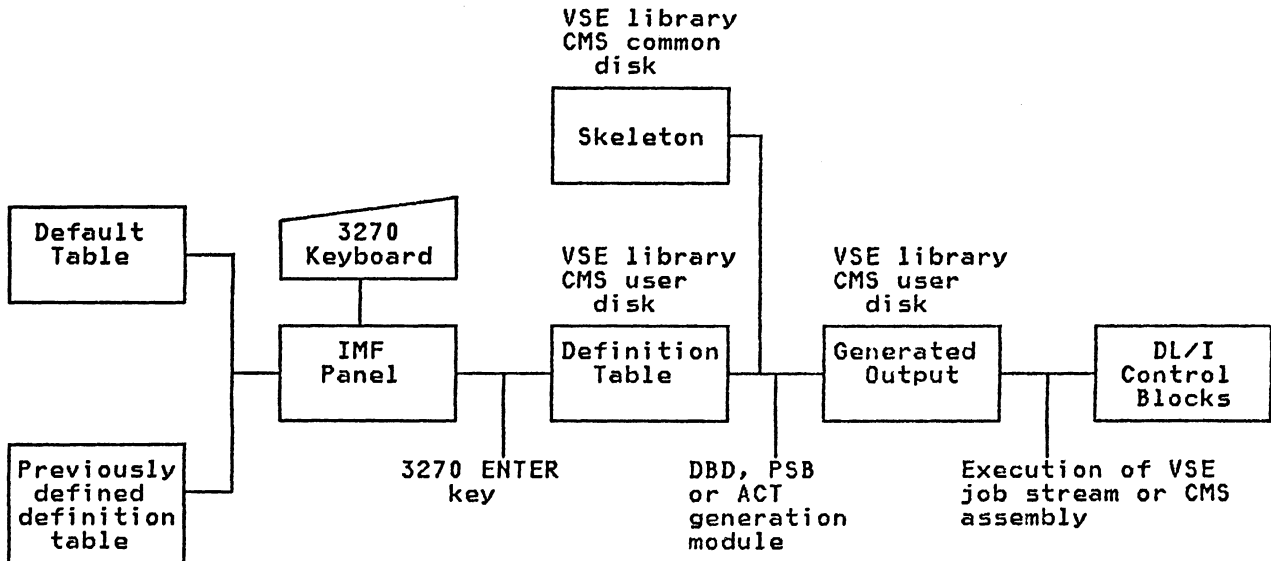 VSE library
CMS common
disk
Skeleton
Default
Table
3270
Keyboard
VSE library
CMS user
disk
VSE library
CMS user
disk
IMF
Panel
Definition
Table
Generated
Output
DL/I
Control
Blocks
Previously
defined
definition
table
3270 ENTER
key
DBD, PSB
or ACT
generation
module
Execution of VSE
job stream or CMS
assembly